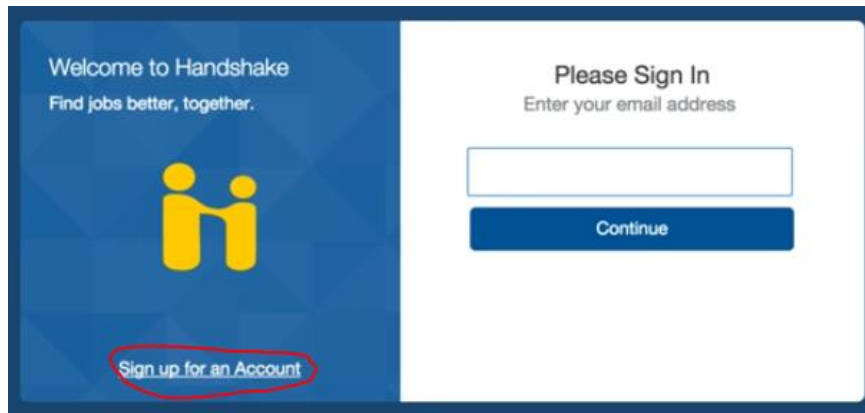 Welcome to Handshake
Find jobs better, together.
Sign up for an Account
Please Sign In
Enter your email address
Continue